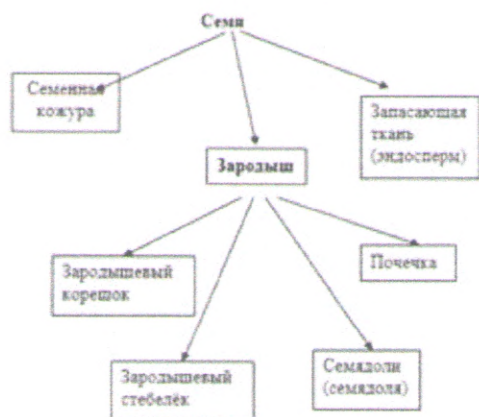 Семя
Семенная
кожура
Запасающая
ткань
(эндосперм)
Зародыш
Зародышевый
корешок
Почечка
Зародышевый
стебелёк
Семядоли
(семядоля)